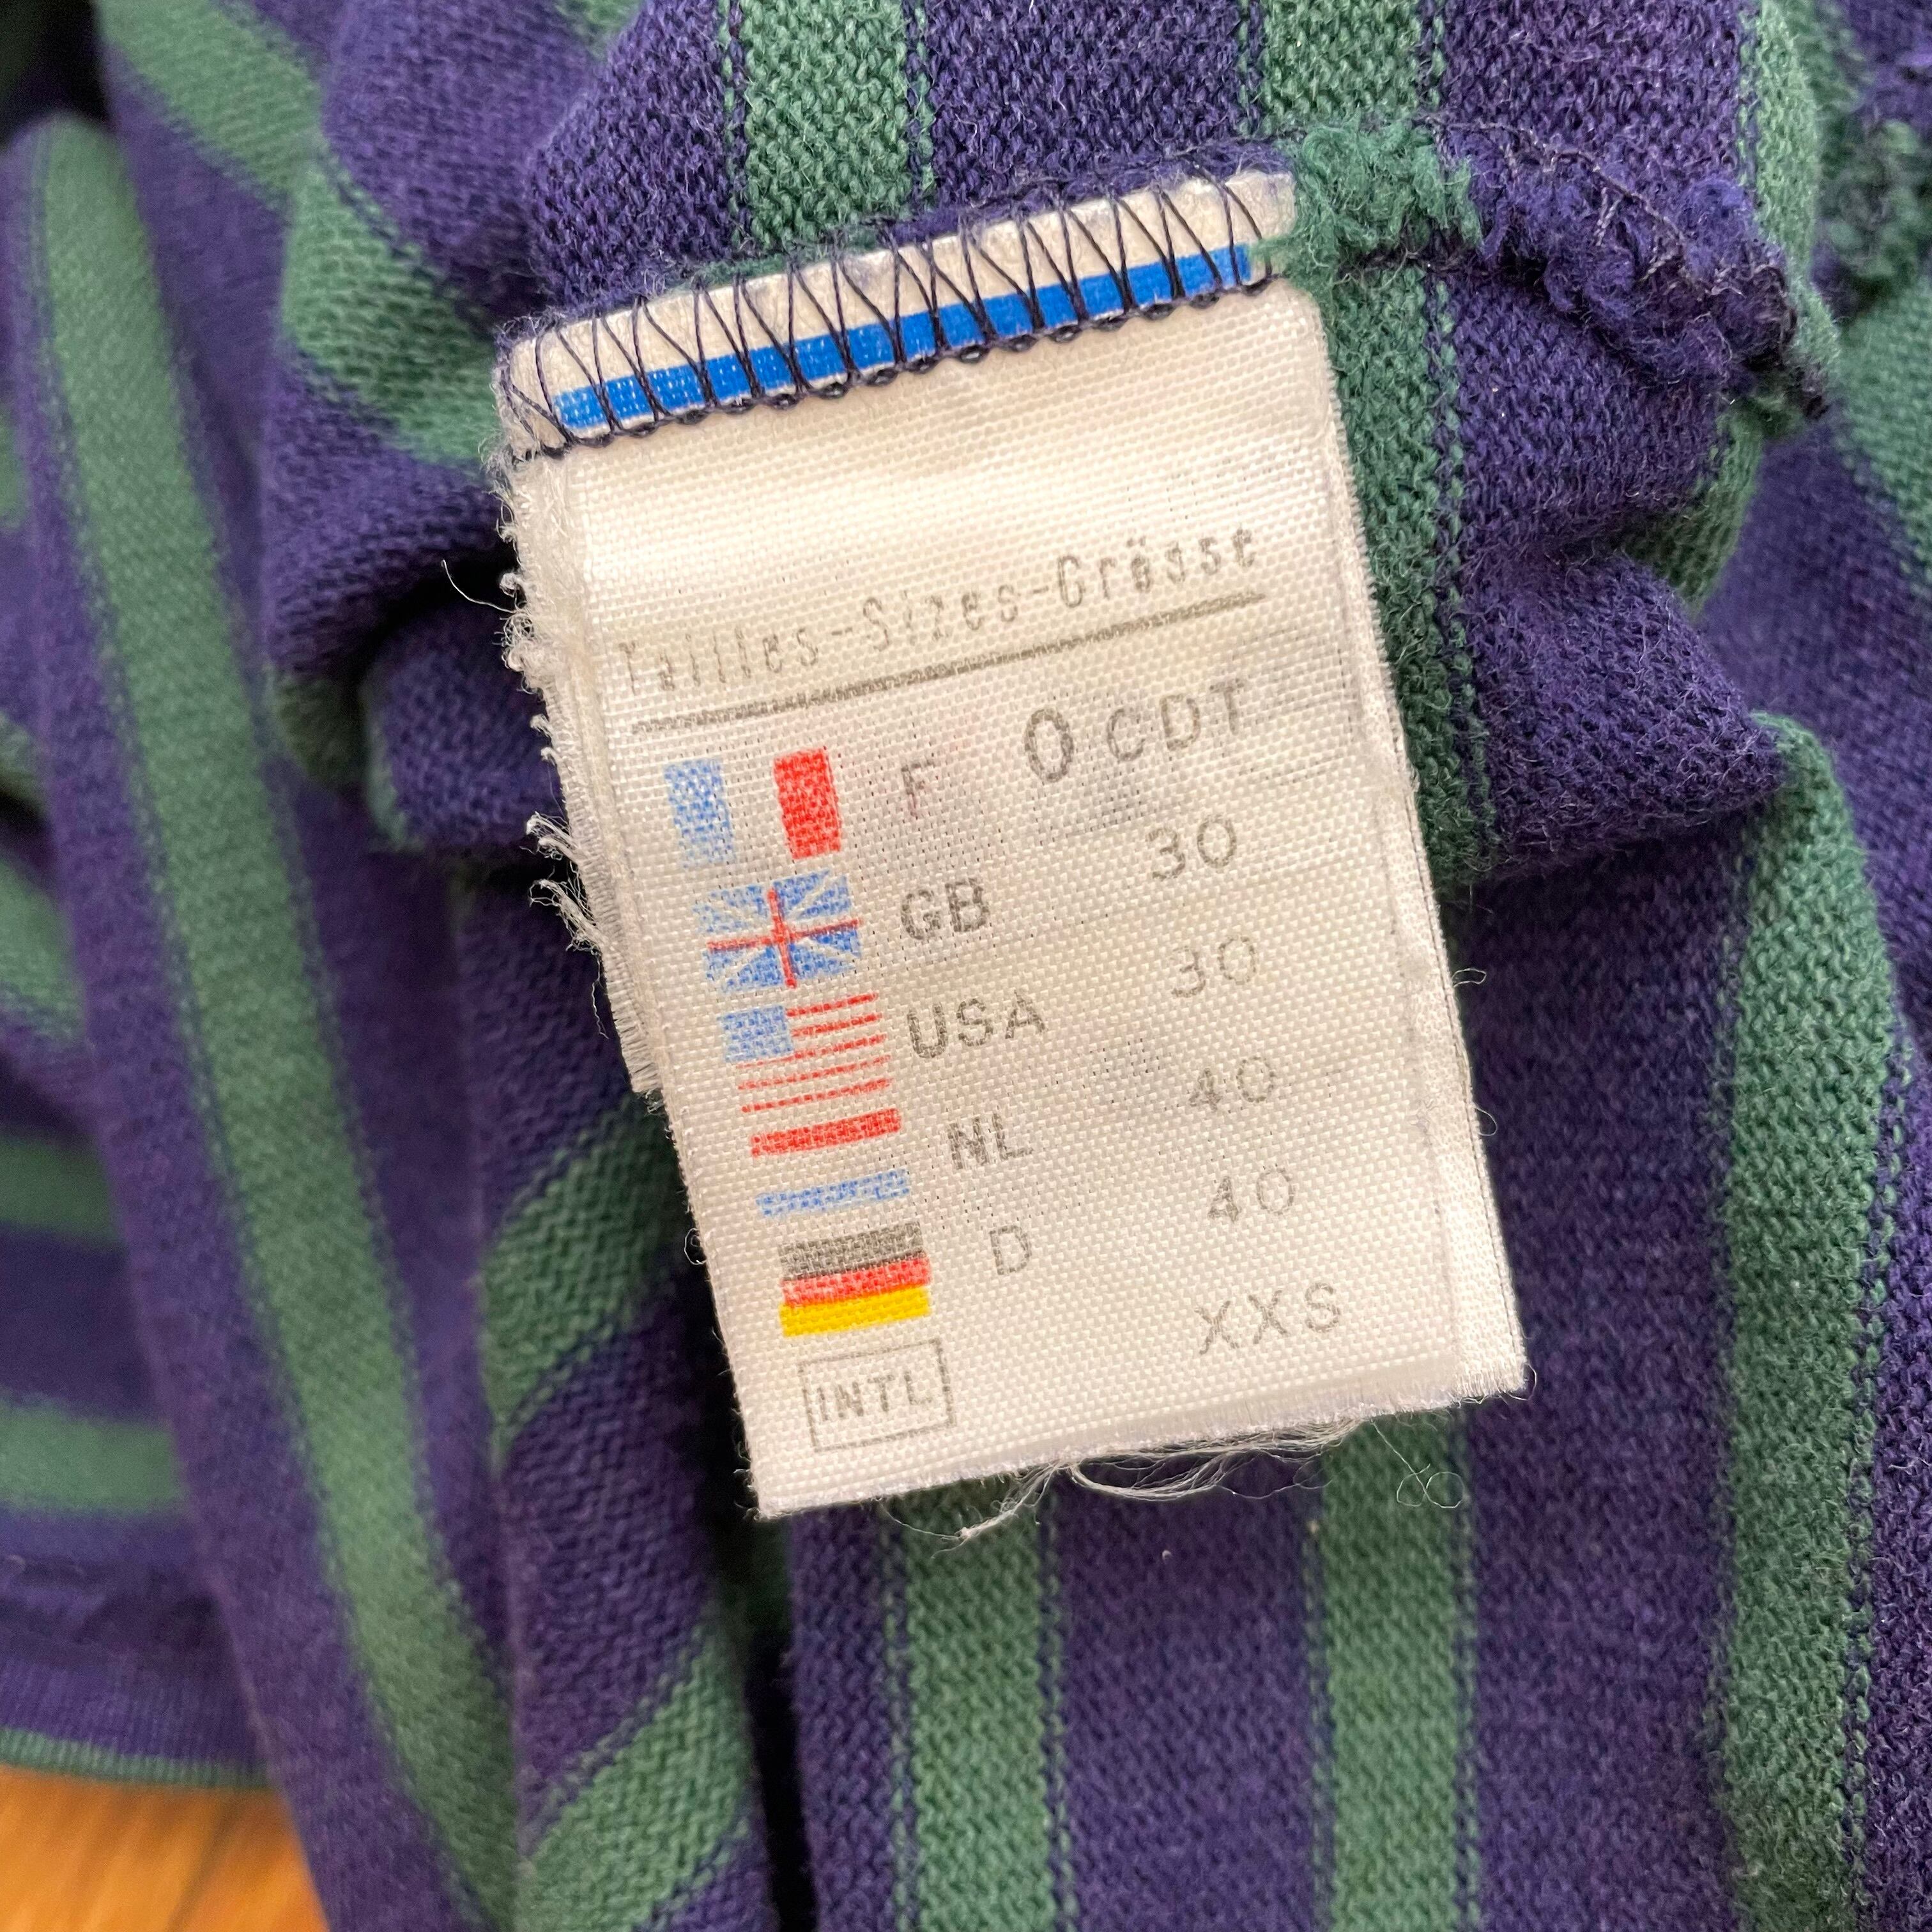 Tailles-Sizes-Grösse
F 0 CDT
GB 30
USA 30
NL 40
D 40
INTL XXS